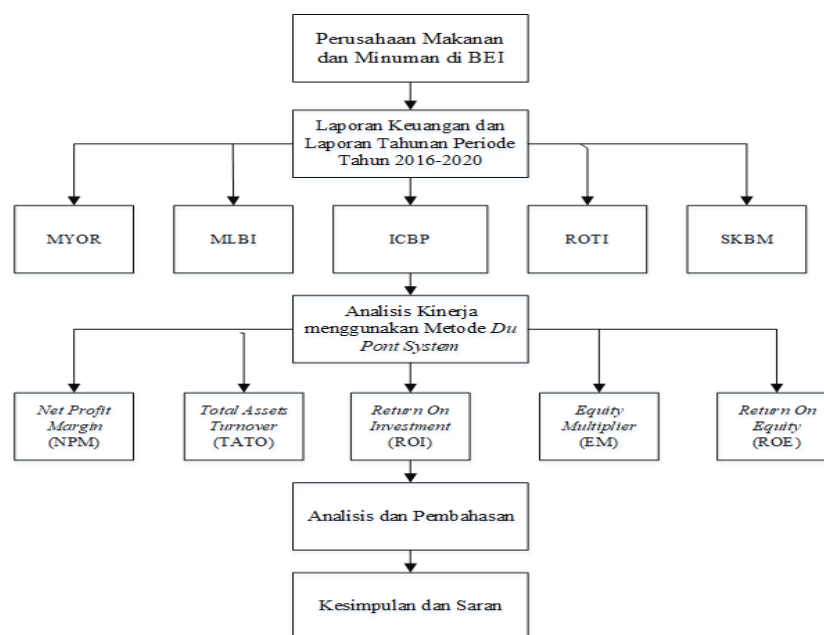 Perusahaan Makanan
dan Minuman di BEI
Laporan Keuangan dan
Laporan Tahunan Periode
Tahun 2016-2020
MYOR
MLBI
ICBP
ROTI
SKBM
Analisis Kinerja
menggunakan Metode Du
Pont System
Net Profit
Margin
(NPM)
Total Assets
Turnover
(TATO)
Return On
Investment
(ROI)
Equity
Multiplier
(EM)
Return On
Equity
(ROE)
Analisis dan Pembahasan
Kesimpulan dan Saran